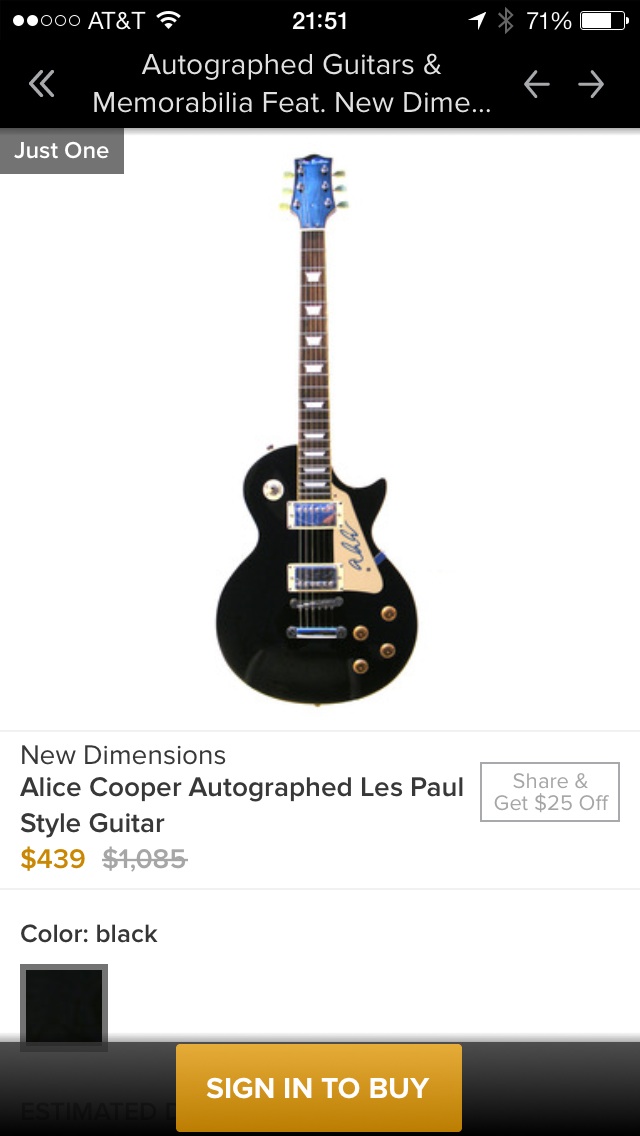 AT&T 21:51 71%
Autographed Guitars &
Memorabilia Feat. New Dime...
Just One
New Dimensions
Alice Cooper Autographed Les Paul
Style Guitar
$439 $1,085
Share &
Get $25 Off
Color: black
SIGN IN TO BUY
ESTIMATED D